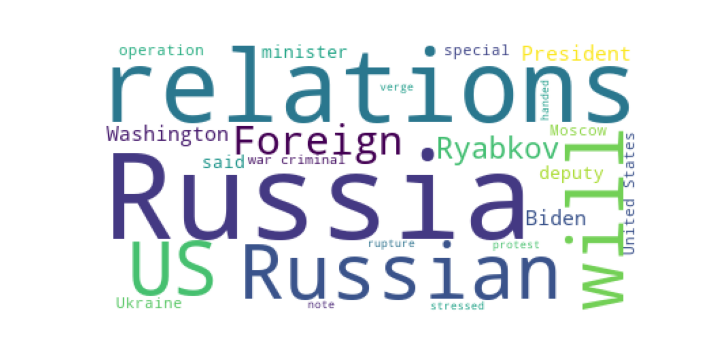 operation minister special President
relations
verge
handed
Washington Foreign Ryabkov Moscow
said war criminal deputy
Russia
will
United States
Biden
US Russian
rupture protest
Ukraine note stressed